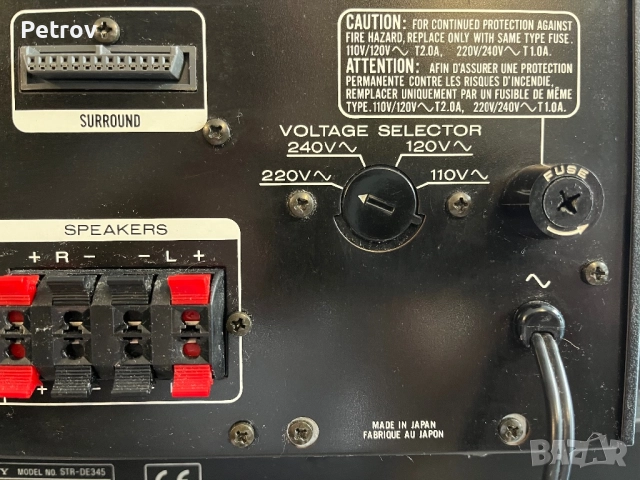 Petrov
CAUTION: FOR CONTINUED PROTECTION AGAINST
FIRE HAZARD, REPLACE ONLY WITH SAME TYPE FUSE.
110V/120V∿ T2.0A, 220V/240V∿ T1.0A.
ATTENTION: AFIN D'ASSURER UNE PROTECTION
PERMANENTE CONTRE LES RISQUES D'INCENDIE,
REMPLACER UNIQUEMENT PAR UN FUSIBLE DE MÊME
TYPE. 110V/120V∿T2.0A, 220V/240V∿T1.0A.
SURROUND
VOLTAGE SELECTOR
240V∿ 120V∿
220V∿ 110V∿
FUSE
SPEAKERS
+ R − − L +
∿
+ −
MADE IN JAPAN
FABRIQUE AU JAPON
Y MODEL NO. STR-DE345
CE
BAZAR